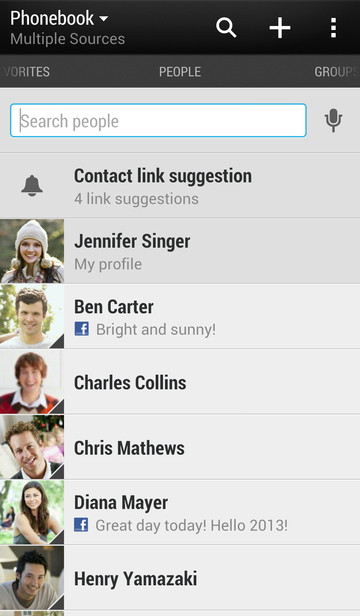 Phonebook
Multiple Sources
VORITES PEOPLE GROUPS
Search people
Contact link suggestion
4 link suggestions
Jennifer Singer
My profile
Ben Carter
Bright and sunny!
Charles Collins
Chris Mathews
Diana Mayer
Great day today! Hello 2013!
Henry Yamazaki